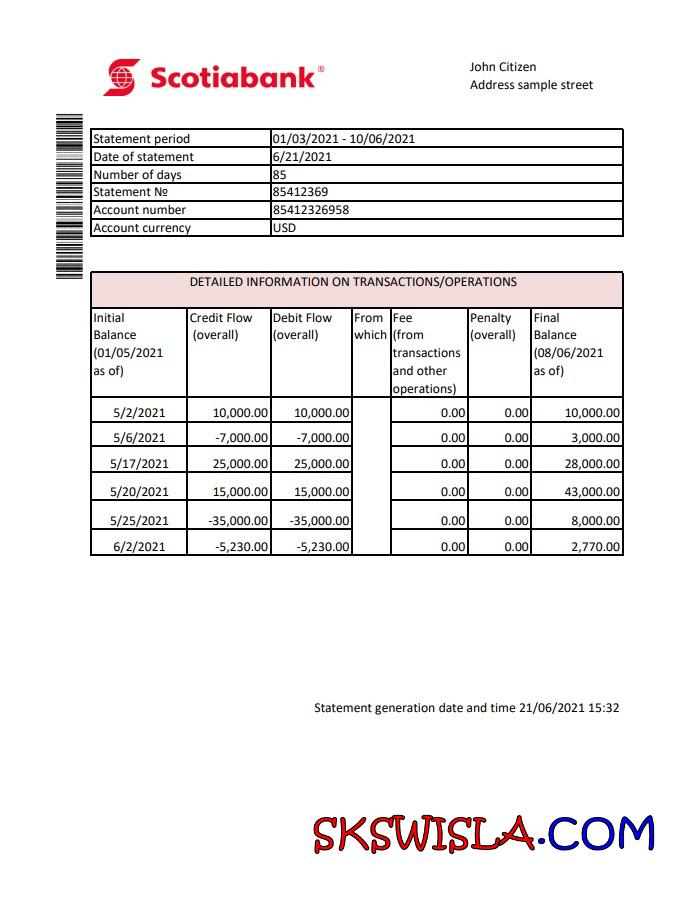 Scotiabank®
John Citizen
Address sample street
Statement period 01/03/2021 - 10/06/2021
Date of statement 6/21/2021
Number of days 85
Statement № 85412369
Account number 85412326958
Account currency USD
DETAILED INFORMATION ON TRANSACTIONS/OPERATIONS
Initial Balance (01/05/2021 as of) Credit Flow (overall) Debit Flow (overall) From which Fee (from transactions and other operations) Penalty (overall) Final Balance (08/06/2021 as of)
5/2/2021 10,000.00 10,000.00 0.00 0.00 10,000.00
5/6/2021 -7,000.00 -7,000.00 0.00 0.00 3,000.00
5/17/2021 25,000.00 25,000.00 0.00 0.00 28,000.00
5/20/2021 15,000.00 15,000.00 0.00 0.00 43,000.00
5/25/2021 -35,000.00 -35,000.00 0.00 0.00 8,000.00
6/2/2021 -5,230.00 -5,230.00 0.00 0.00 2,770.00
Statement generation date and time 21/06/2021 15:32
SKSWISLA.COM